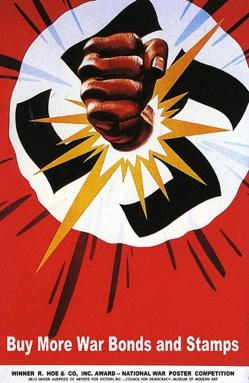 Buy More War Bonds and Stamps
WINNER R. HOE & CO, INC. AWARD – NATIONAL WAR POSTER COMPETITION
HELD UNDER AUSPICES OF ARTISTS FOR VICTORY, INC. – COUNCIL FOR DEMOCRACY – MUSEUM OF MODERN ART